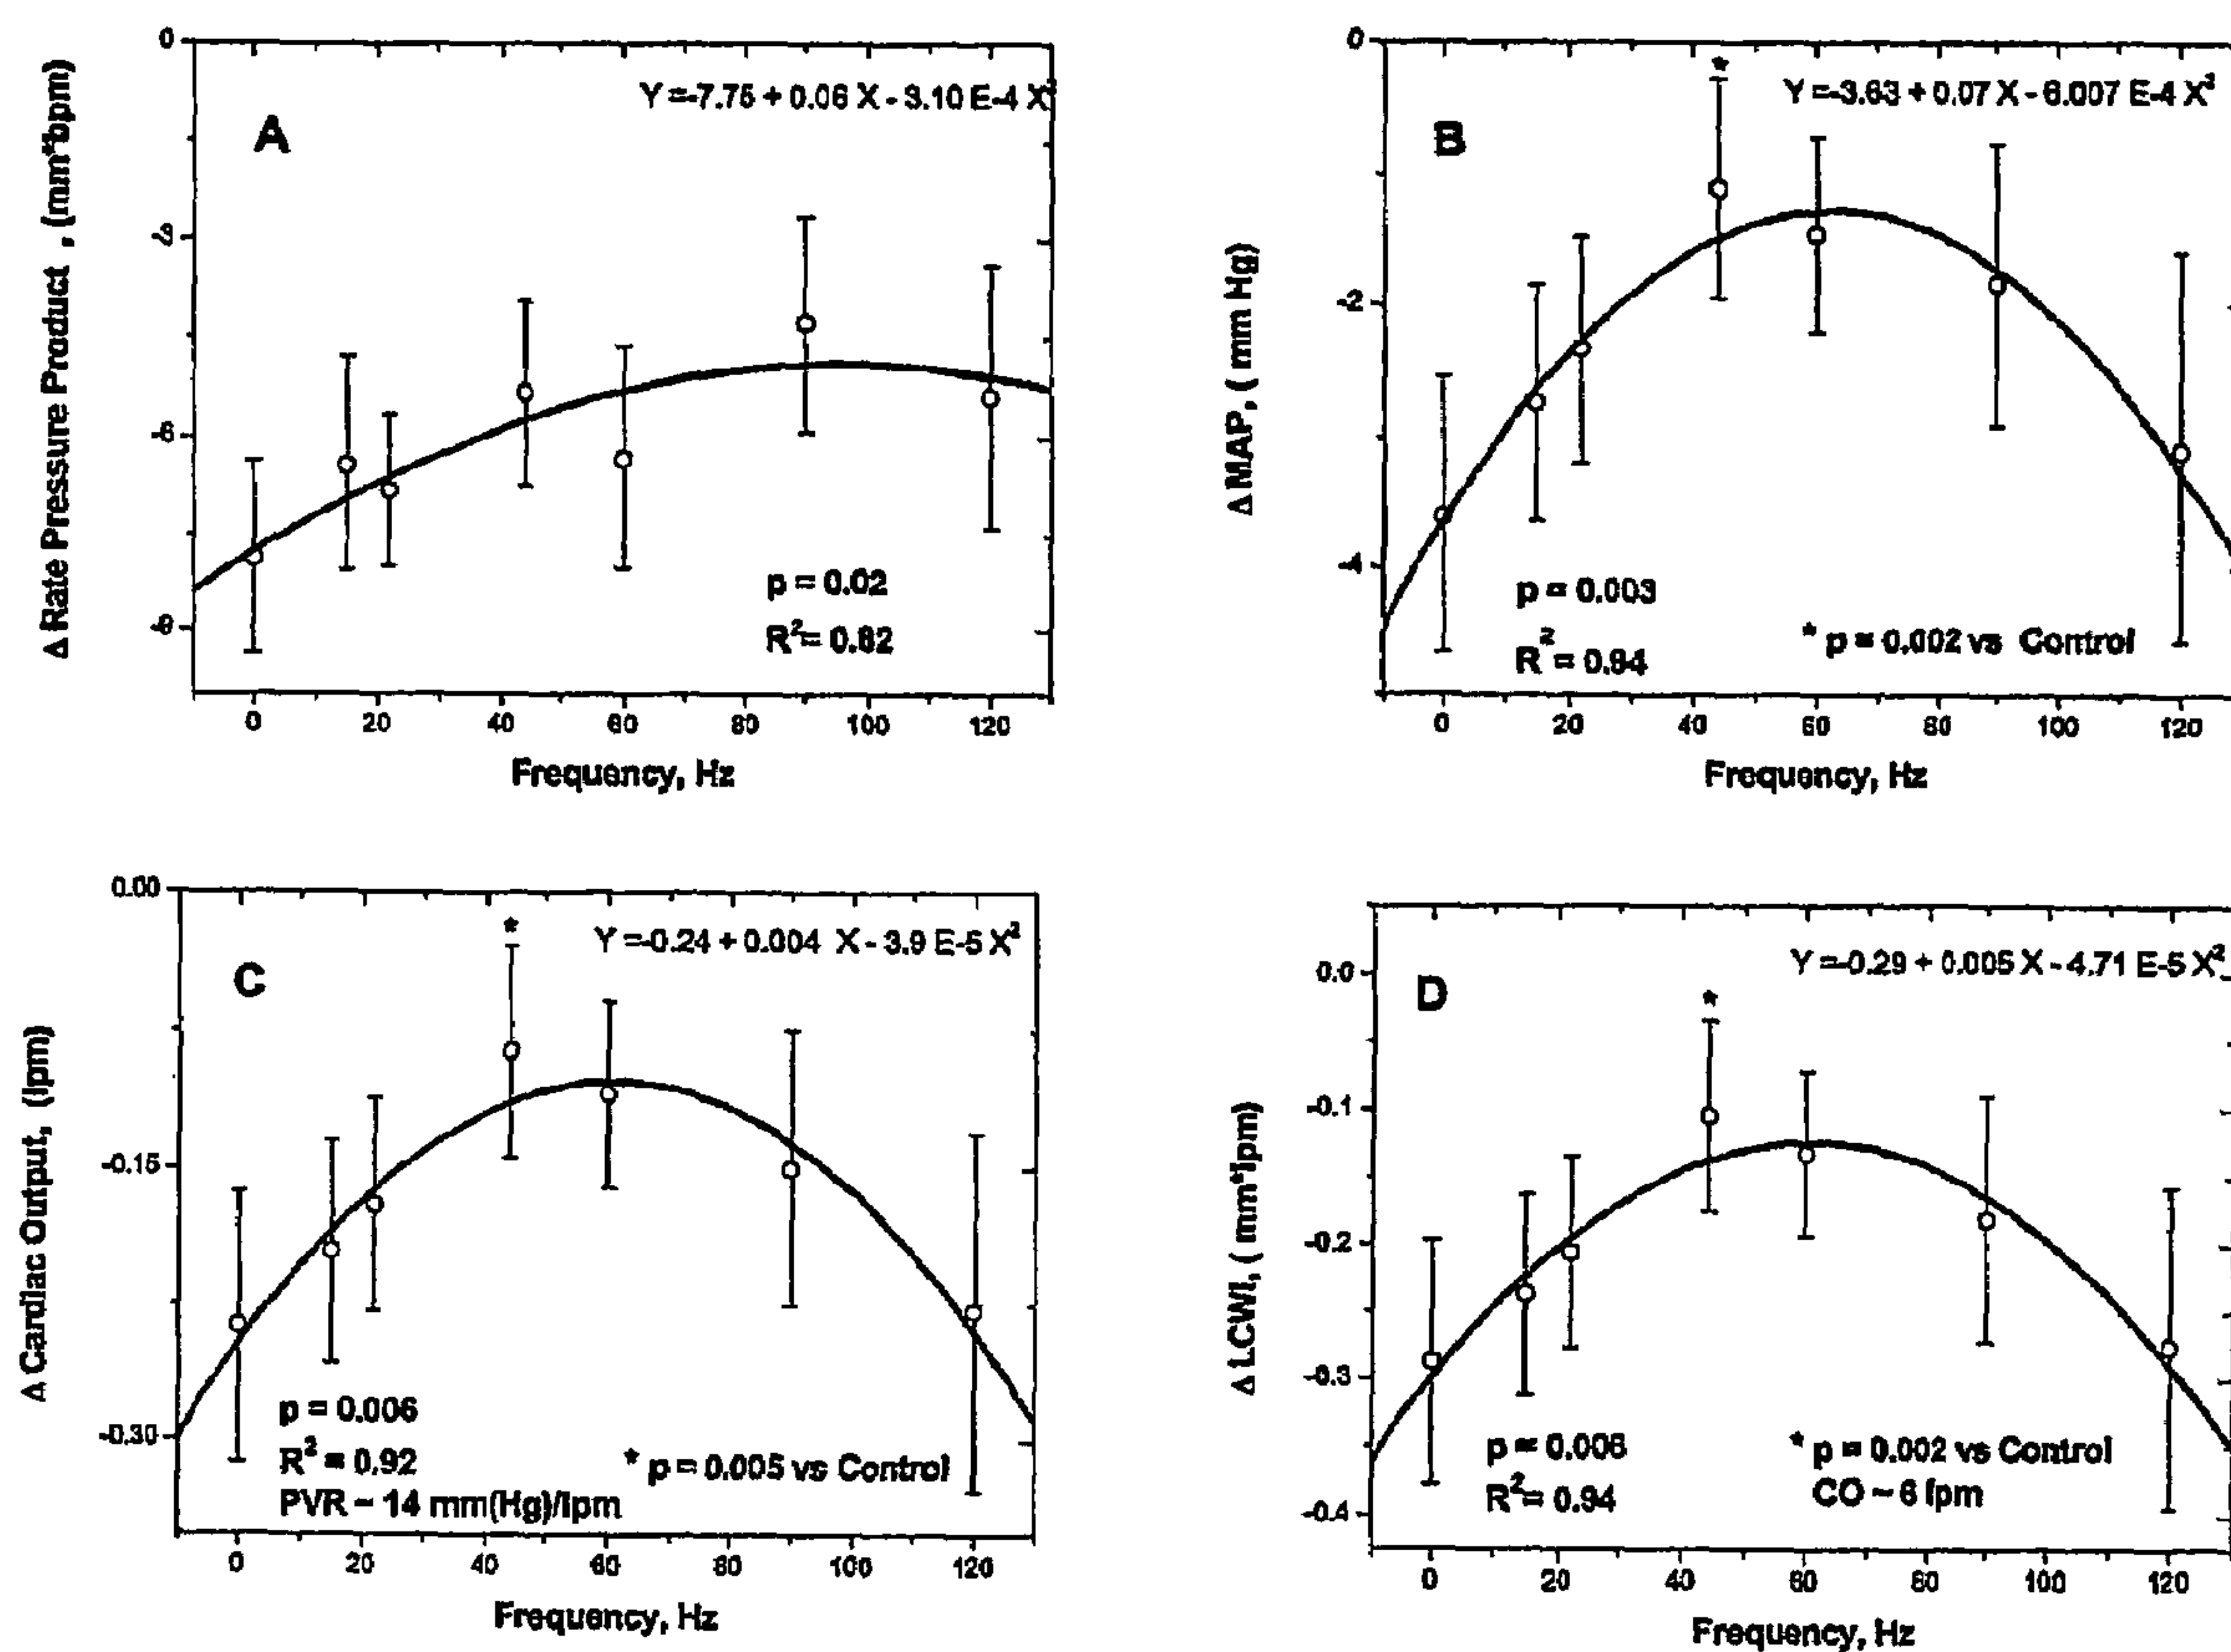 0
-3
-6
-9
Δ Rate Pressure Product , (mm*bpm)
A
Y =-7.75 + 0.06 X - 3.10 E-4 X²
p = 0.02
R²= 0.82
0 20 40 60 80 100 120
Frequency, Hz
0
-2
-4
Δ MAP, ( mm Hg)
B
*
Y =-3.63 + 0.07 X - 6.007 E-4 X²
p = 0.003
R²= 0.94
* p = 0.002 vs Control
0 20 40 60 80 100 120
Frequency, Hz
0.00
-0.15
-0.30
Δ Cardiac Output, (lpm)
C
*
Y =-0.24 + 0.004 X - 3.9 E-5 X²
p = 0.006
R² = 0.92
PVR ~ 14 mm(Hg)/lpm
* p = 0.005 vs Control
0 20 40 60 80 100 120
Frequency, Hz
0.0
-0.1
-0.2
-0.3
-0.4
Δ LCWI, ( mm*lpm)
D
*
Y =-0.29 + 0.005 X - 4.71 E-5 X²
p = 0.006
R²= 0.94
* p = 0.002 vs Control
CO ~ 6 lpm
0 20 40 60 80 100 120
Frequency, Hz